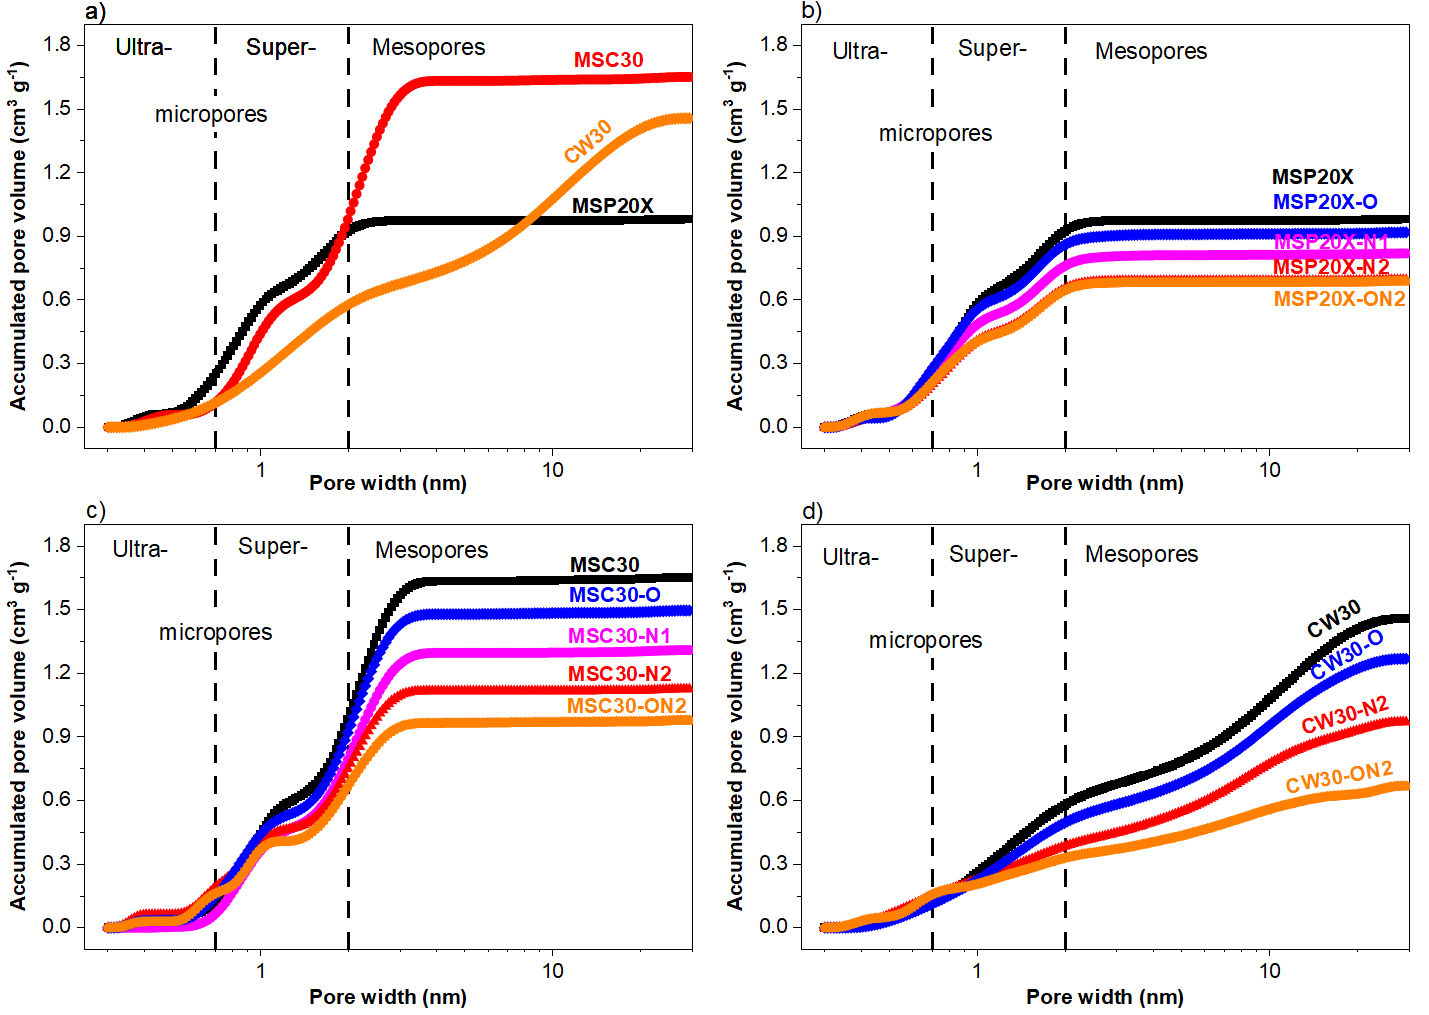 a)
Accumulated pore volume (cm³ g⁻¹)
1.8
1.5
1.2
0.9
0.6
0.3
0.0
Ultra-
Super-
Mesopores
micropores
MSC30
CW30
MSP20X
1
10
Pore width (nm)
b)
Accumulated pore volume (cm³ g⁻¹)
1.8
1.5
1.2
0.9
0.6
0.3
0.0
Ultra-
Super-
Mesopores
micropores
MSP20X
MSP20X-O
MSP20X-N1
MSP20X-N2
MSP20X-ON2
1
10
Pore width (nm)
c)
Accumulated pore volume (cm³ g⁻¹)
1.8
1.5
1.2
0.9
0.6
0.3
0.0
Ultra-
Super-
Mesopores
micropores
MSC30
MSC30-O
MSC30-N1
MSC30-N2
MSC30-ON2
1
10
Pore width (nm)
d)
Accumulated pore volume (cm³ g⁻¹)
1.8
1.5
1.2
0.9
0.6
0.3
0.0
Ultra-
Super-
Mesopores
micropores
CW30
CW30-O
CW30-N2
CW30-ON2
1
10
Pore width (nm)